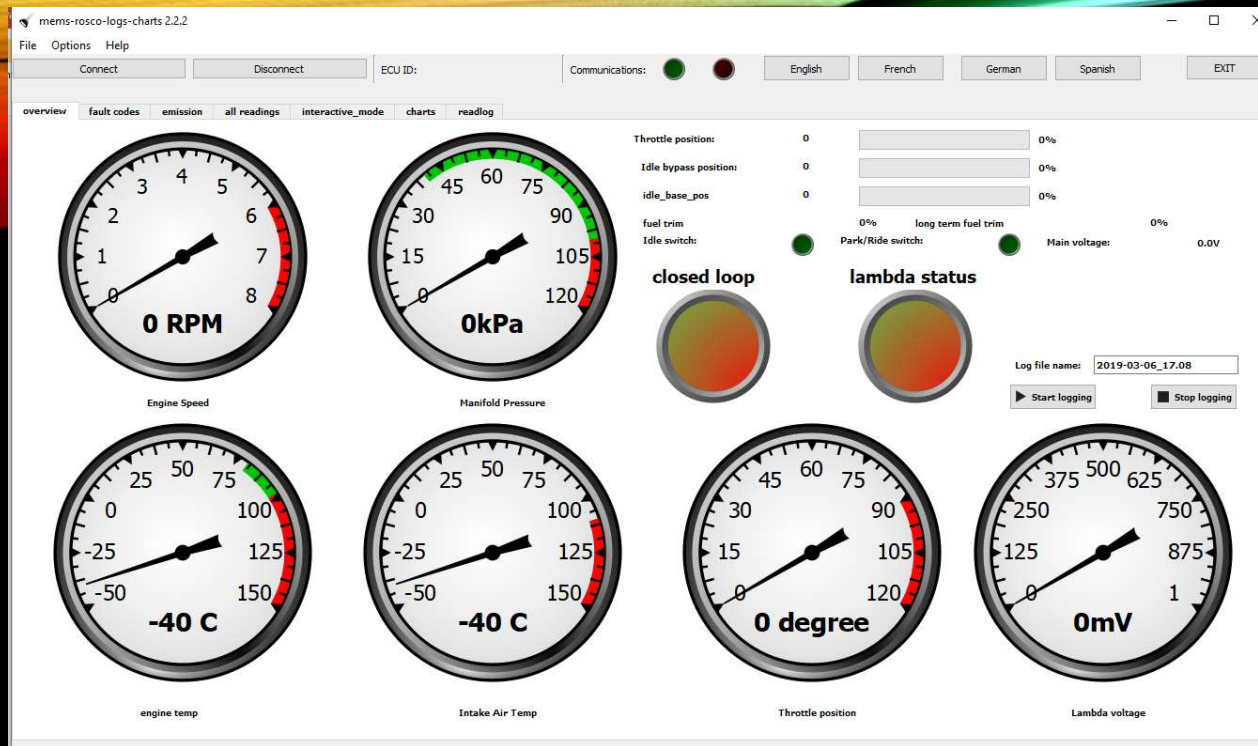 mems-rosco-logs-charts 2.2.2
File Options Help
Connect Disconnect ECU ID: Communications: English French German Spanish EXIT
overview fault codes emission all readings interactive_mode charts readlog
Throttle position: 0 0%
Idle bypass position: 0 0%
idle_base_pos 0 0%
fuel trim 0% long term fuel trim 0%
Idle switch: Park/Ride switch: Main voltage: 0.0V
closed loop lambda status
Log file name: 2019-03-06_17.08
Start logging Stop logging
0 1 2 3 4 5 6 7 8
0 RPM
Engine Speed
0 15 30 45 60 75 90 105 120
0kPa
Manifold Pressure
-50 -25 0 25 50 75 100 125 150
-40 C
engine temp
-50 -25 0 25 50 75 100 125 150
-40 C
Intake Air Temp
0 15 30 45 60 75 90 105 120
0 degree
Throttle position
0 125 250 375 500 625 750 875 1
0mV
Lambda voltage